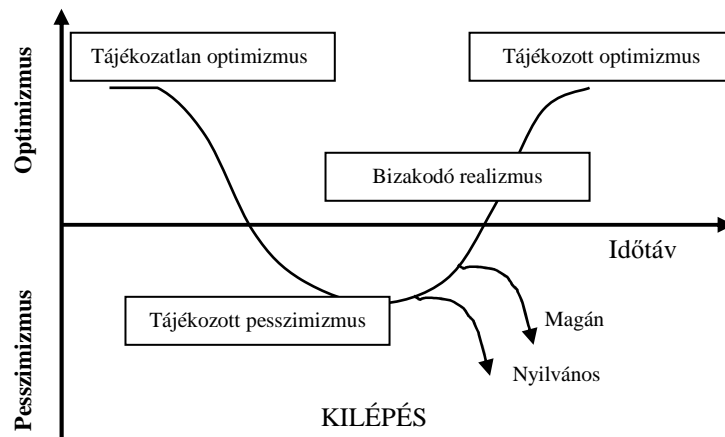 Optimizmus
Tájékozatlan optimizmus
Tájékozott optimizmus
Bizakodó realizmus
Időtáv
Pesszimizmus
Tájékozott pesszimizmus
Magán
Nyilvános
KILÉPÉS